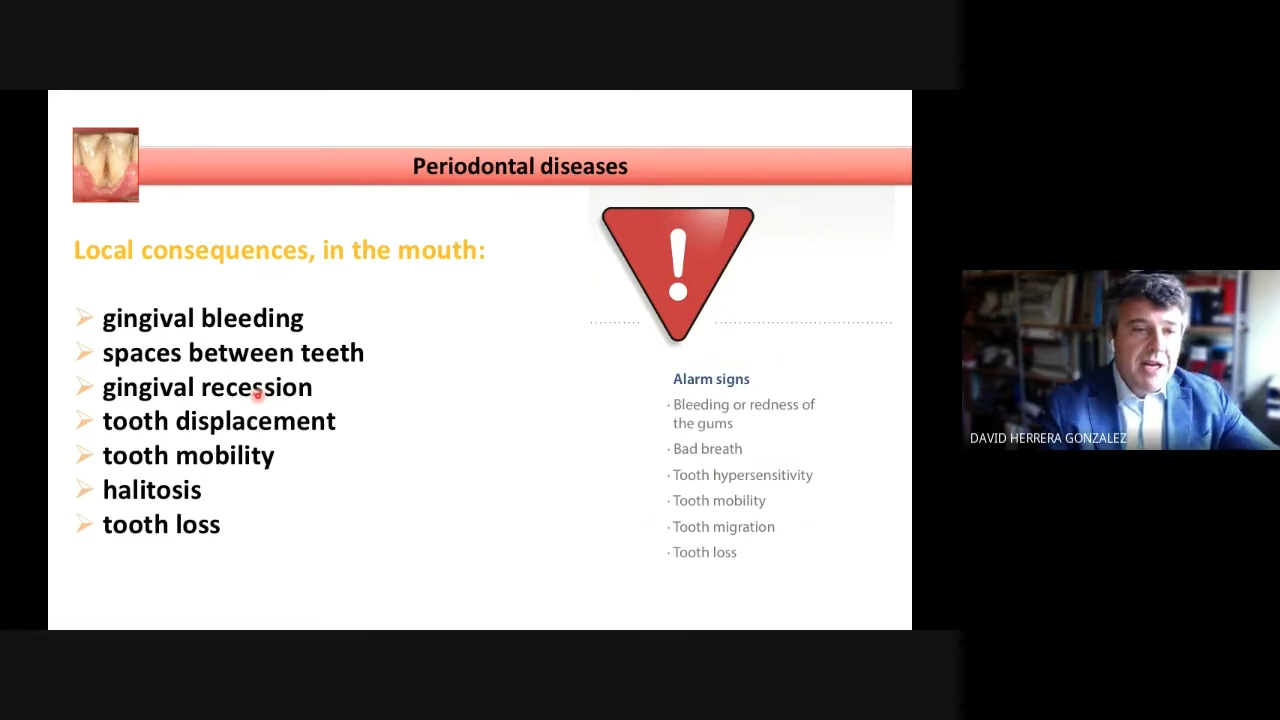 Periodontal diseases
Local consequences, in the mouth:
gingival bleeding
spaces between teeth
gingival recession
tooth displacement
tooth mobility
halitosis
tooth loss
!
Alarm signs
· Bleeding or redness of
the gums
· Bad breath
· Tooth hypersensitivity
· Tooth mobility
· Tooth migration
· Tooth loss
DAVID HERRERA GONZALEZ